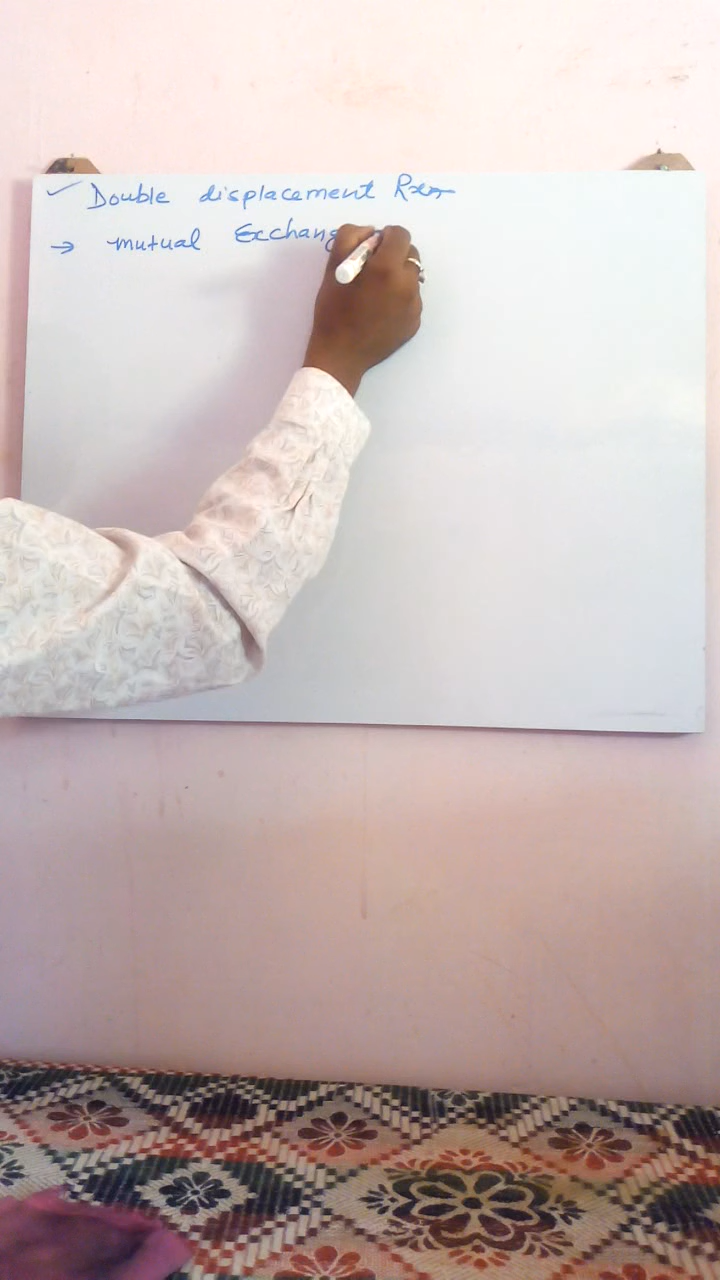 ✓ Double displacement Rxn
→ mutual Exchang